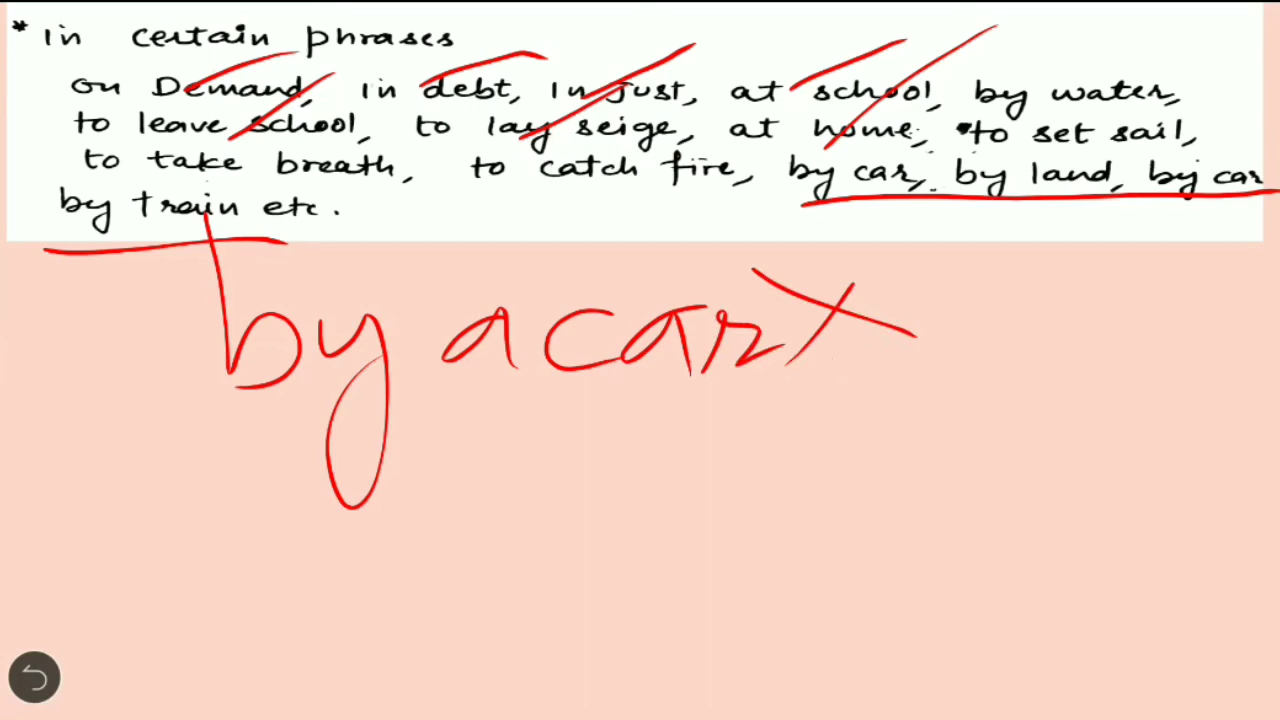 * In certain phrases
on Demand, in debt, in just, at school, by water,
to leave school, to lay seige, at home, to set sail,
to take breath, to catch fire, by car, by land, by car
by train etc.
by a car X